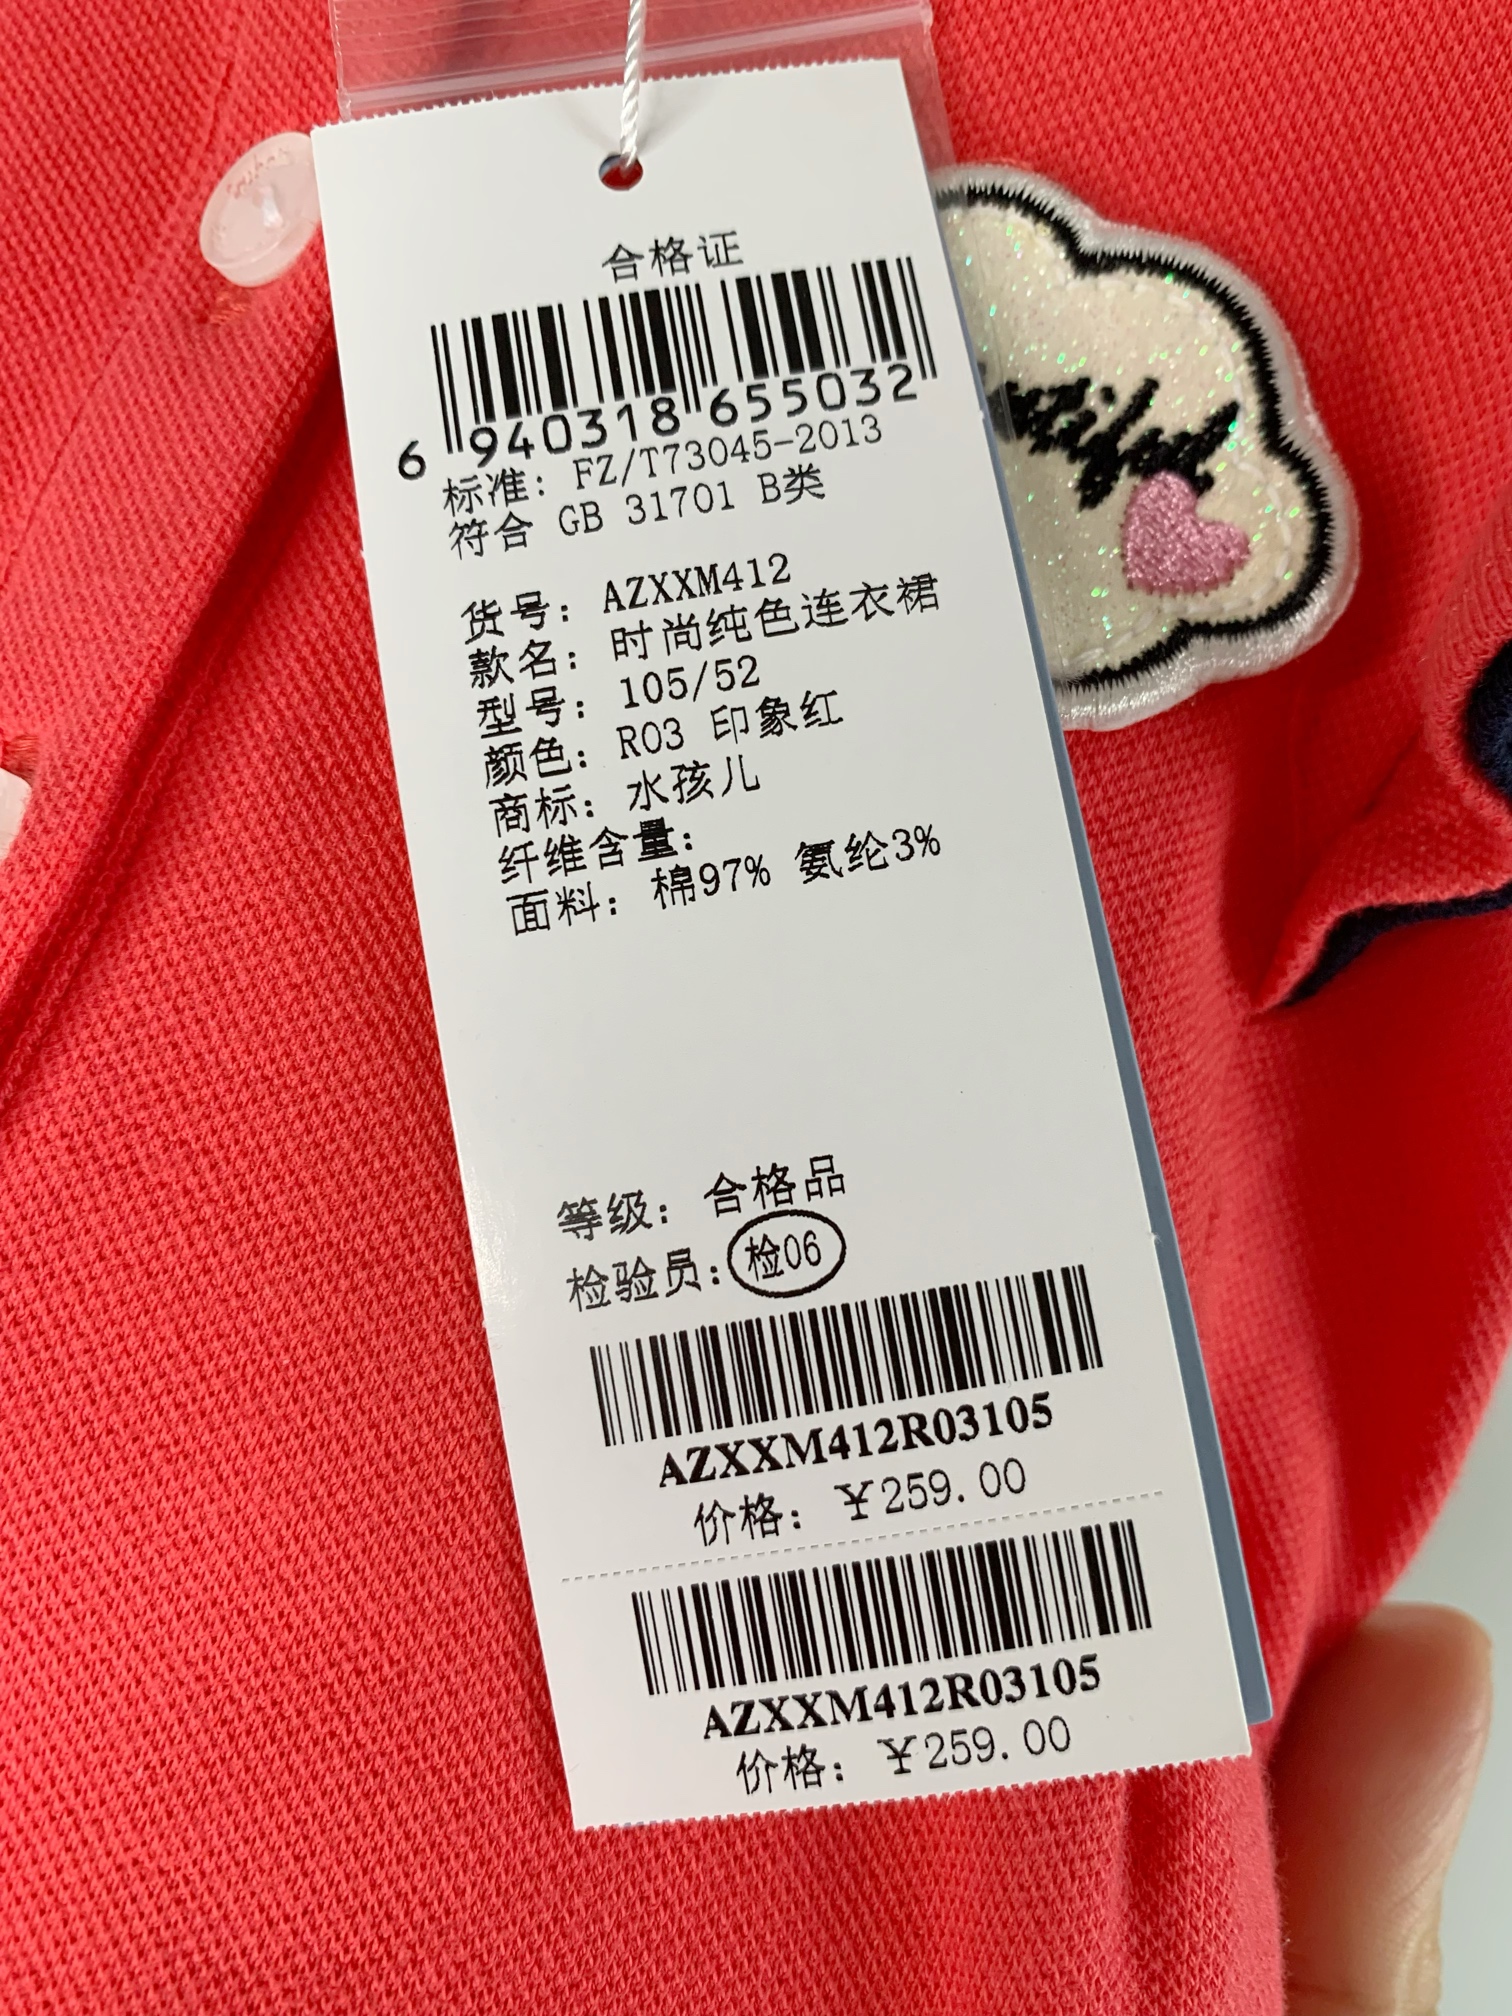 合格证
6 940318 655032
标准: FZ/T73045-2013
符合 GB 31701 B类
货号: AZXXM412
款名: 时尚纯色连衣裙
型号: 105/52
颜色: R03 印象红
商标: 水孩儿
纤维含量:
面料: 棉97% 氨纶3%
等级: 合格品
检验员: 检06
AZXXM412R03105
价格: ¥259.00
AZXXM412R03105
价格: ¥259.00